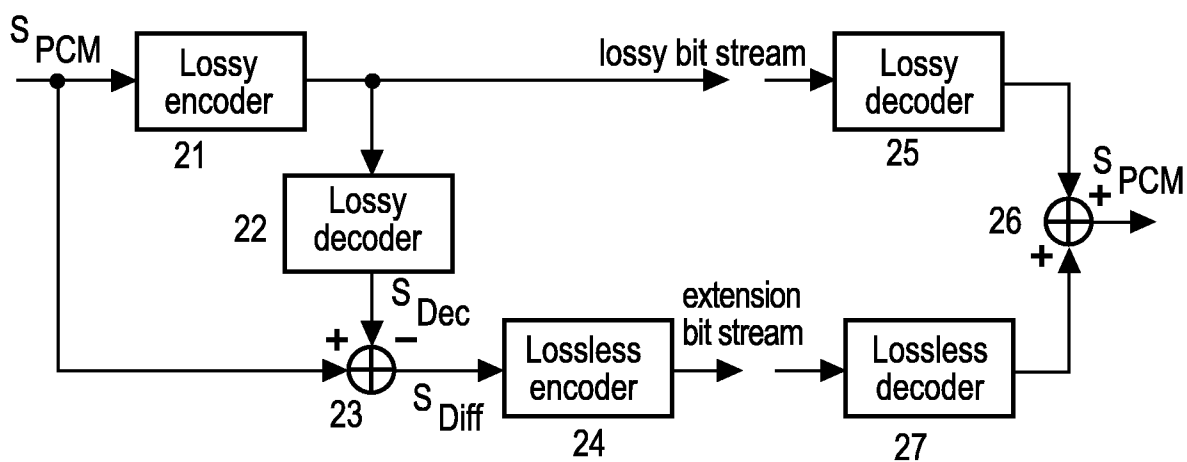 S PCM
Lossy
encoder
21
lossy bit stream
Lossy
decoder
25
Lossy
decoder
22
S PCM
+
26
+
S Dec
+
−
23
S Diff
Lossless
encoder
24
extension
bit stream
Lossless
decoder
27